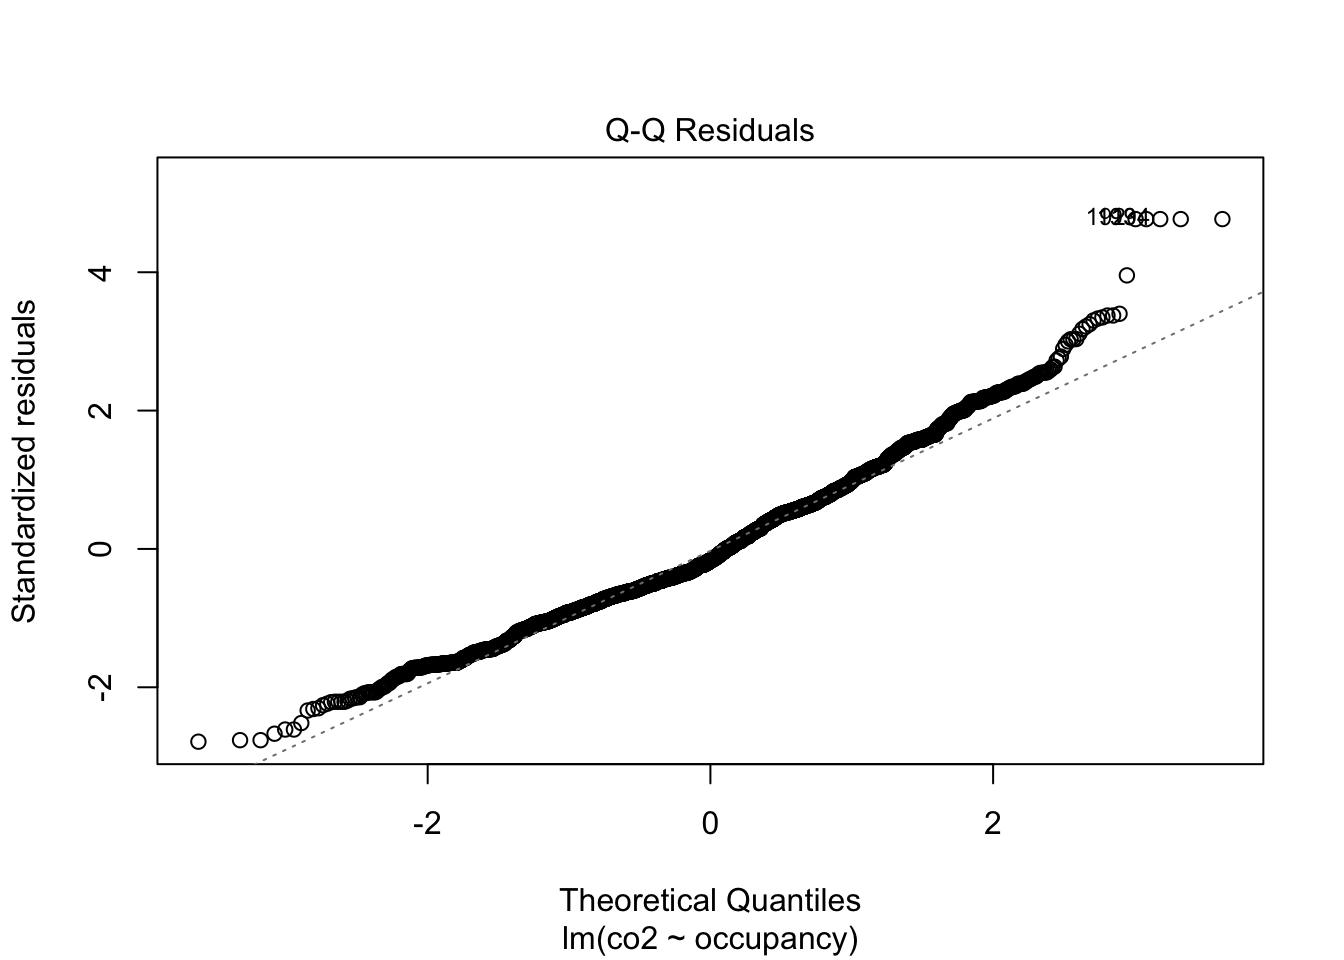 Q-Q Residuals
Standardized residuals
4
2
0
-2
-2
0
2
Theoretical Quantiles
lm(co2 ~ occupancy)